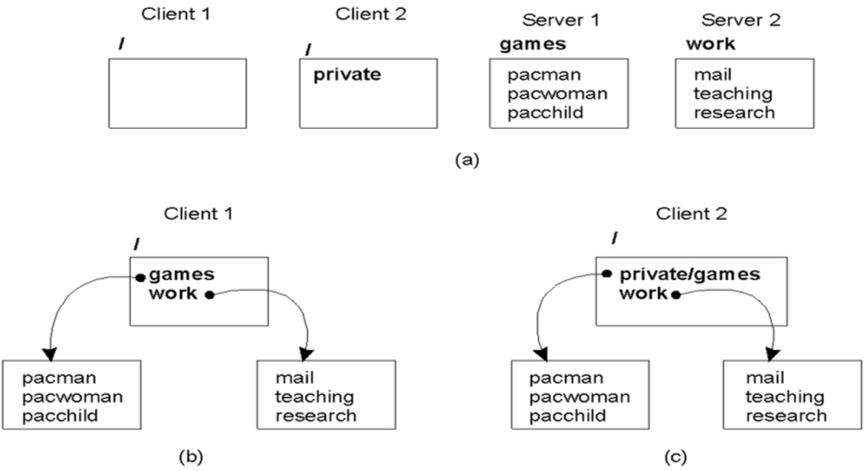 Client 1
Client 2
Server 1
Server 2
/
/
games
work
private
pacman
pacwoman
pacchild
mail
teaching
research
(a)
Client 1
/
games
work
pacman
pacwoman
pacchild
mail
teaching
research
(b)
Client 2
/
private/games
work
pacman
pacwoman
pacchild
mail
teaching
research
(c)